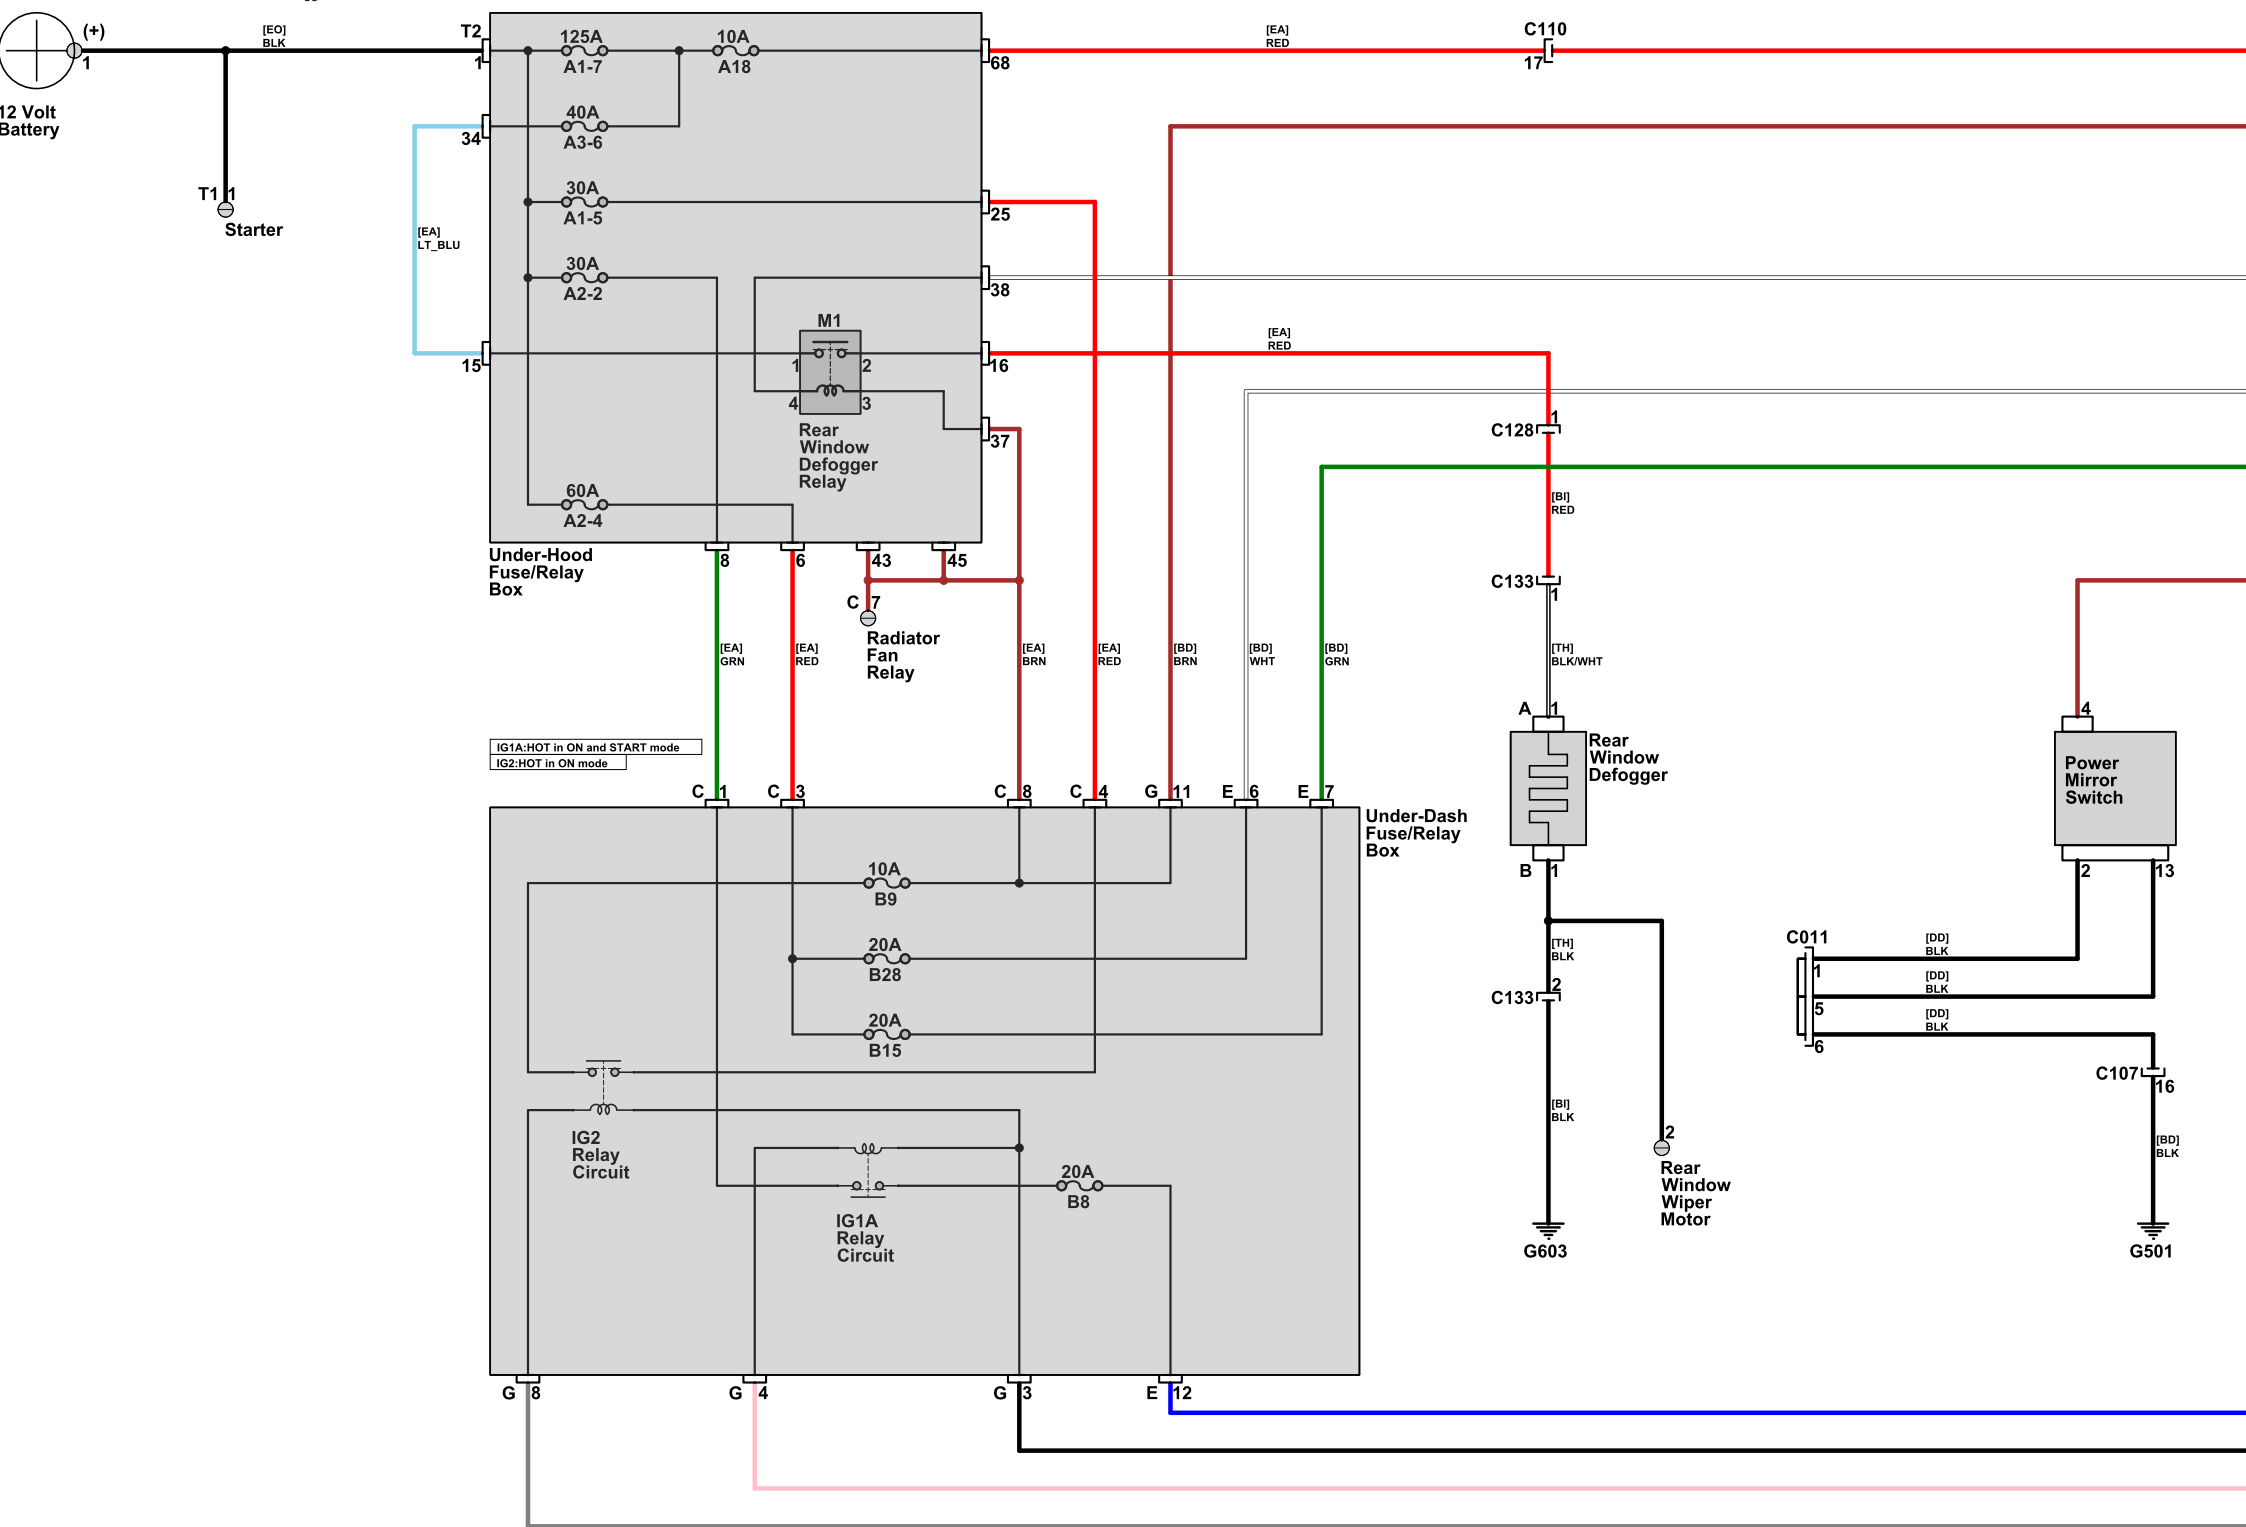 (+)
1
12 Volt
Battery
[EO]
BLK
T1 1
Starter
T2
1
34
[EA]
LT_BLU
15
125A
A1-7
10A
A18
40A
A3-6
30A
A1-5
30A
A2-2
M1
1
2
4
3
Rear
Window
Defogger
Relay
60A
A2-4
68
25
38
16
37
Under-Hood
Fuse/Relay
Box
8
6
43
45
C 7
Radiator
Fan
Relay
[EA]
RED
C110
17
[EA]
RED
C128
1
[BI]
RED
C133
1
[EA]
GRN
[EA]
RED
[EA]
BRN
[EA]
RED
[BD]
BRN
[BD]
WHT
[BD]
GRN
[TH]
BLK/WHT
IG1A:HOT in ON and START mode
IG2:HOT in ON mode
C 1
C 3
C 8
C 4
G 11
E 6
E 7
Under-Dash
Fuse/Relay
Box
10A
B9
20A
B28
20A
B15
IG2
Relay
Circuit
IG1A
Relay
Circuit
20A
B8
G 8
G 4
G 3
E 12
A 1
Rear
Window
Defogger
B 1
[TH]
BLK
C133
2
[BI]
BLK
G603
2
Rear
Window
Wiper
Motor
4
Power
Mirror
Switch
2
13
C011
1
5
6
[DD]
BLK
[DD]
BLK
[DD]
BLK
C107
16
[BD]
BLK
G501